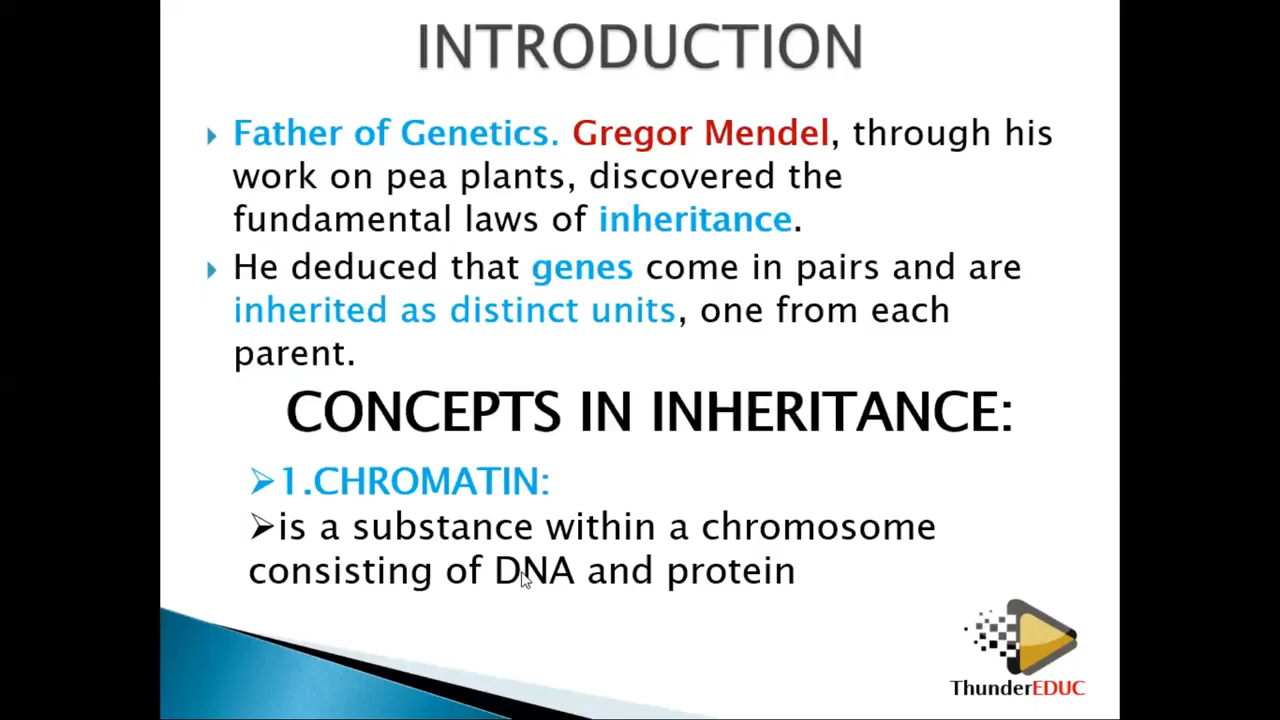 INTRODUCTION
Father of Genetics. Gregor Mendel, through his
work on pea plants, discovered the
fundamental laws of inheritance.
He deduced that genes come in pairs and are
inherited as distinct units, one from each
parent.
CONCEPTS IN INHERITANCE:
1.CHROMATIN:
is a substance within a chromosome
consisting of DNA and protein
ThunderEDUC